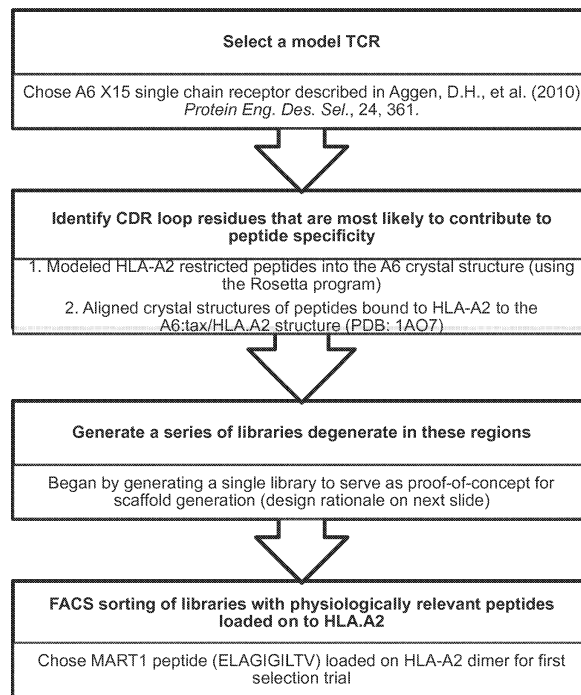 Select a model TCR
Chose A6 X15 single chain receptor described in Aggen, D.H., et al. (2010)
Protein Eng. Des. Sel., 24, 361.
Identify CDR loop residues that are most likely to contribute to
peptide specificity
1. Modeled HLA-A2 restricted peptides into the A6 crystal structure (using
the Rosetta program)
2. Aligned crystal structures of peptides bound to HLA-A2 to the
A6:tax/HLA.A2 structure (PDB: 1AO7)
Generate a series of libraries degenerate in these regions
Began by generating a single library to serve as proof-of-concept for
scaffold generation (design rationale on next slide)
FACS sorting of libraries with physiologically relevant peptides
loaded on to HLA.A2
Chose MART1 peptide (ELAGIGILTV) loaded on HLA-A2 dimer for first
selection trial